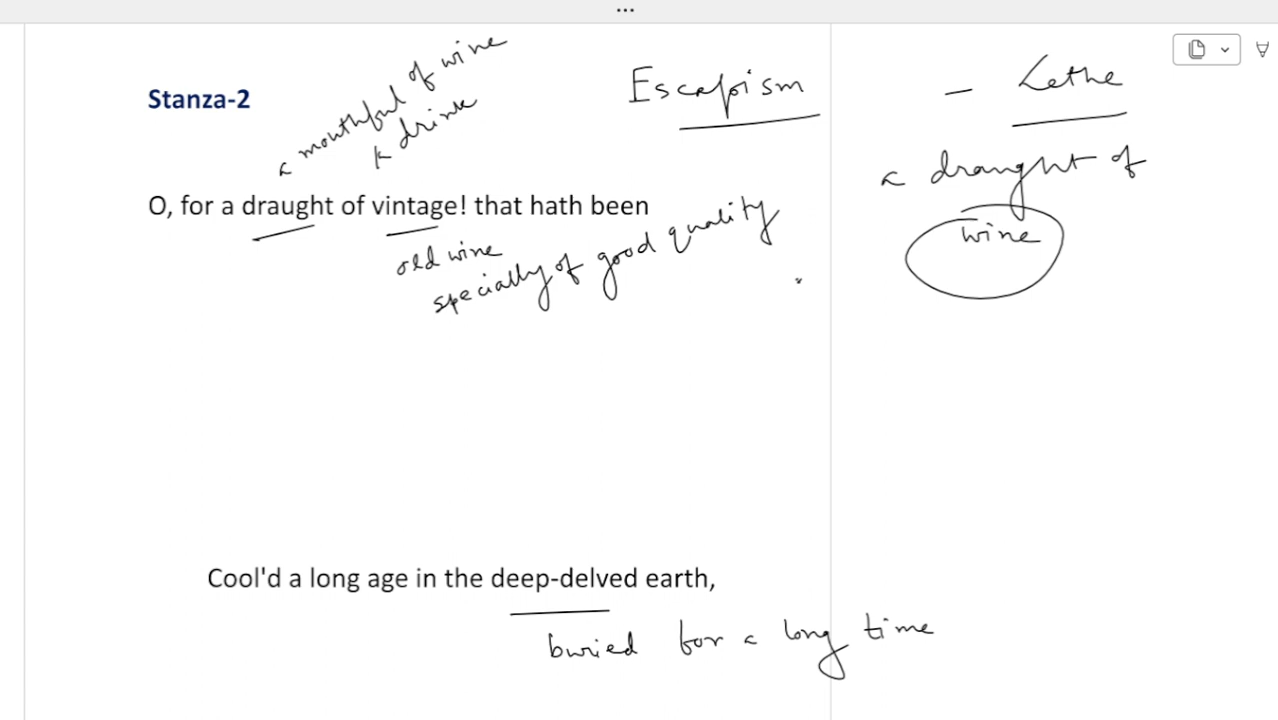 a mouthful of wine
drink
Escapism
- Lethe
Stanza-2
a draught of
wine
O, for a draught of vintage! that hath been
old wine
specially of good quality
Cool'd a long age in the deep-delved earth,
buried for a long time